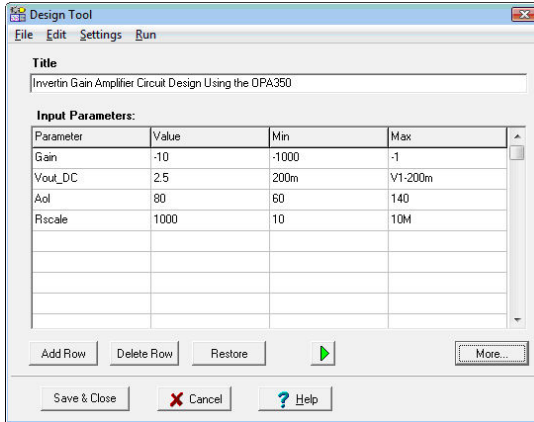 Design Tool
File Edit Settings Run
Title
Invertin Gain Amplifier Circuit Design Using the OPA350
Input Parameters:
Parameter Value Min Max
Gain -10 -1000 -1
Vout_DC 2.5 200m V1-200m
Aol 80 60 140
Rscale 1000 10 10M
Add Row Delete Row Restore More...
Save & Close Cancel Help